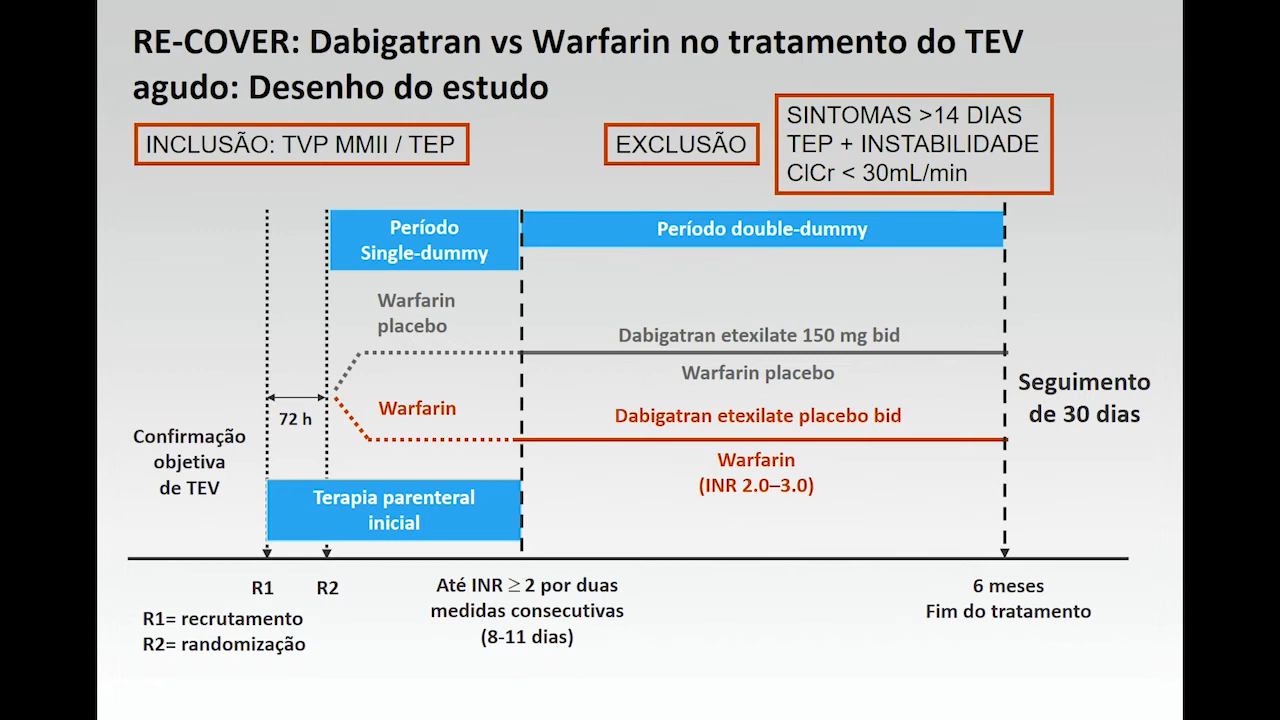 RE-COVER: Dabigatran vs Warfarin no tratamento do TEV
agudo: Desenho do estudo
INCLUSÃO: TVP MMII / TEP
EXCLUSÃO
SINTOMAS >14 DIAS
TEP + INSTABILIDADE
ClCr < 30mL/min
Período
Single-dummy
Período double-dummy
Warfarin
placebo
Dabigatran etexilate 150 mg bid
Warfarin placebo
Seguimento
de 30 dias
72 h
Warfarin
Dabigatran etexilate placebo bid
Warfarin
(INR 2.0–3.0)
Confirmação
objetiva
de TEV
Terapia parenteral
inicial
R1
R2
Até INR ≥ 2 por duas
medidas consecutivas
(8-11 dias)
6 meses
Fim do tratamento
R1= recrutamento
R2= randomização